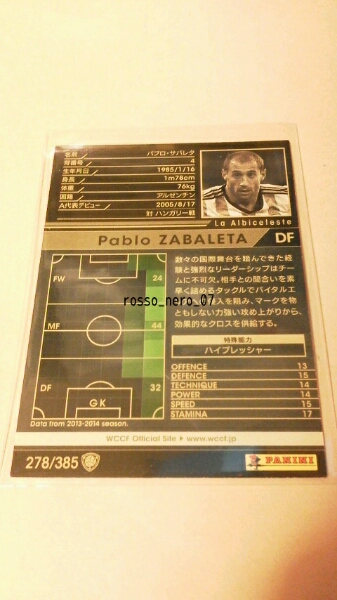 名前 パブロ・サバレタ
背番号 4
生年月日 1985/1/16
身長 1m76cm
体重 76kg
国籍 アルゼンチン
A代表デビュー 2005/8/17
対 ハンガリー戦
La Albiceleste
Pablo ZABALETA DF
数々の国際舞台を踏んできた経
験と強烈なリーダーシップはチー
ムに不可欠。相手との間合いを素
早く詰めるタックルでバイタルエ
リアへの侵入を阻み、マークを物
ともしない力強い攻め上がりから、
効果的なクロスを供給する。
FW 24
rosso_nero_07.
MF 44
DF 32
GK
Data from 2013-2014 season.
特殊能力
ハイプレッシャー
OFFENCE 13
DEFENCE 15
TECHNIQUE 14
POWER 14
SPEED 15
STAMINA 17
WCCF Official Site www.wccf.jp
278/385
PANINI